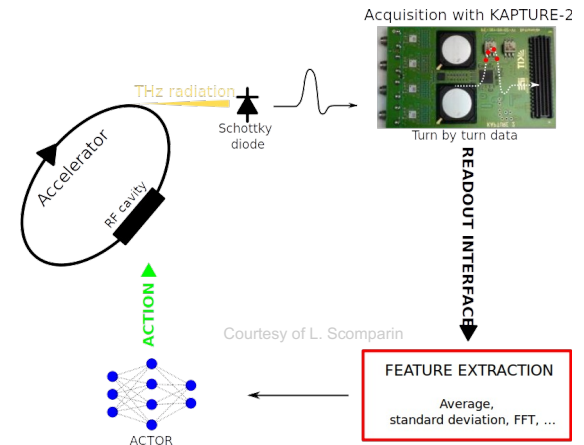 Acquisition with KAPTURE-2
THz radiation
Schottky
diode
Turn by turn data
Accelerator
RF cavity
READOUT INTERFACE
ACTION
Courtesy of L. Scomparin
FEATURE EXTRACTION
Average,
standard deviation, FFT, ...
ACTOR